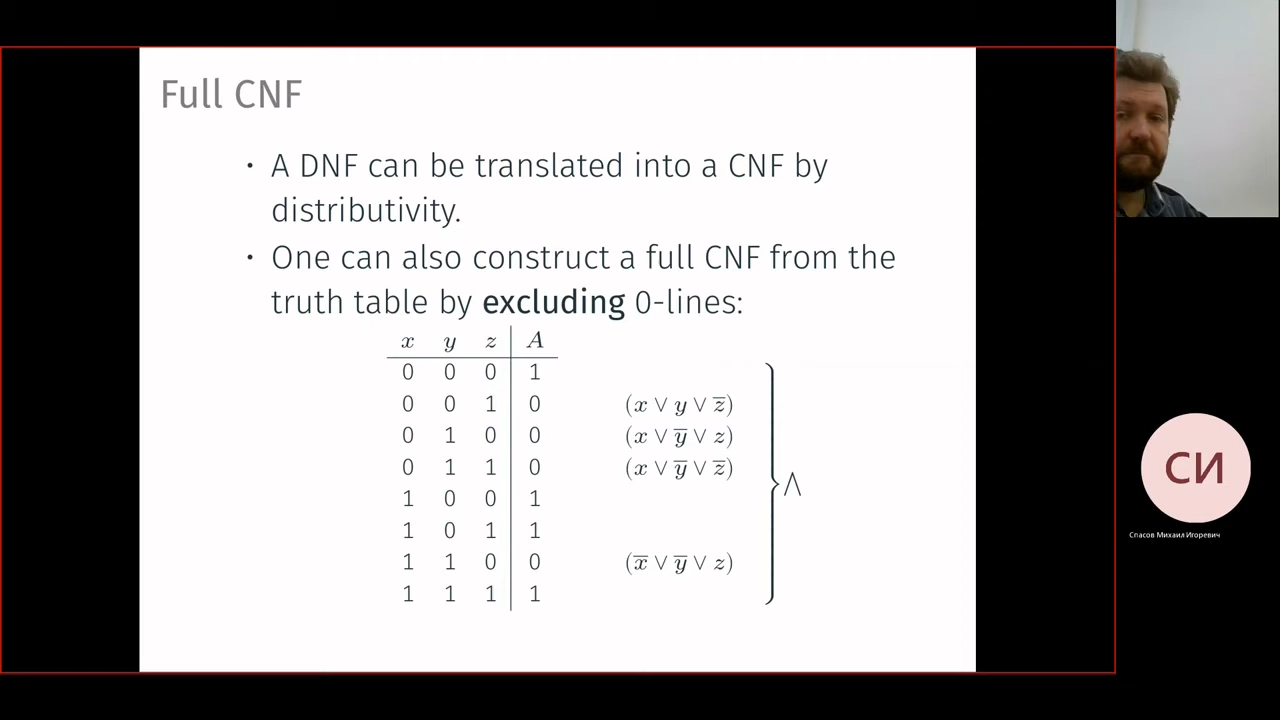 Full CNF
· A DNF can be translated into a CNF by
distributivity.
· One can also construct a full CNF from the
truth table by excluding 0-lines:
x y z A
0 0 0 1
0 0 1 0 (x ∨ y ∨ z̅)
0 1 0 0 (x ∨ y̅ ∨ z)
0 1 1 0 (x ∨ y̅ ∨ z̅)
⋀
1 0 0 1
1 0 1 1
1 1 0 0 (x̅ ∨ y̅ ∨ z)
1 1 1 1
СИ
Спасов Михаил Игоревич